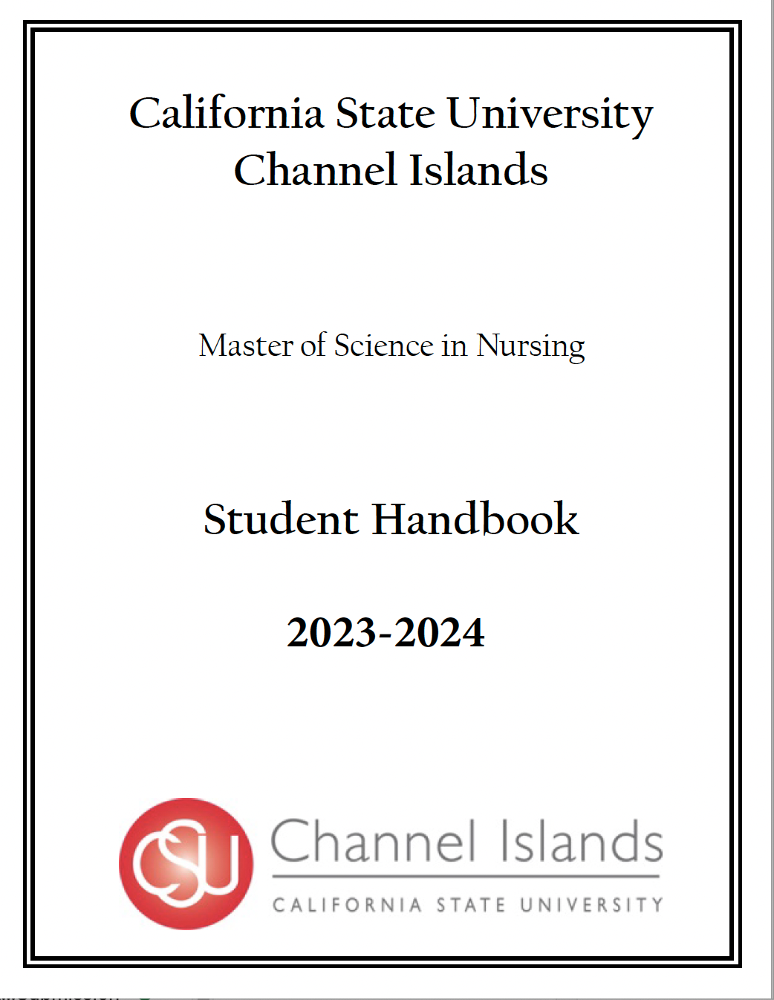 California State University
Channel Islands
Master of Science in Nursing
Student Handbook
2023-2024
CSU
Channel Islands
CALIFORNIA STATE UNIVERSITY